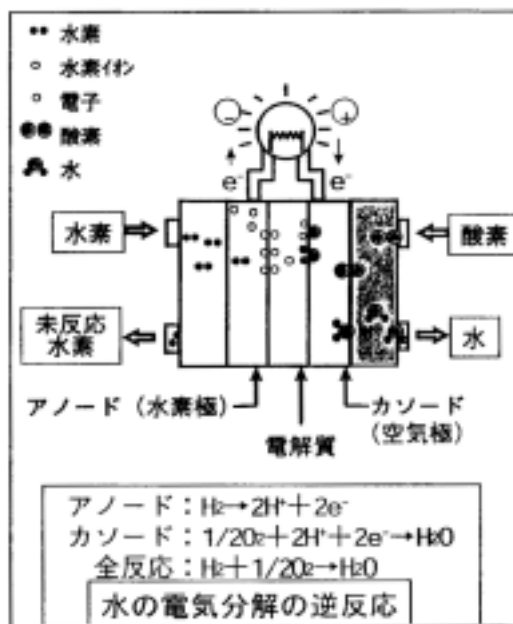 水素
水素イオン
電子
酸素
水
- +
e⁻ e⁻
水素
酸素
未反応
水素
水
アノード（水素極）
カソード
（空気極）
電解質
アノード：H₂→2H⁺＋2e⁻
カソード：1/2O₂＋2H⁺＋2e⁻→H₂O
全反応：H₂＋1/2O₂→H₂O
水の電気分解の逆反応